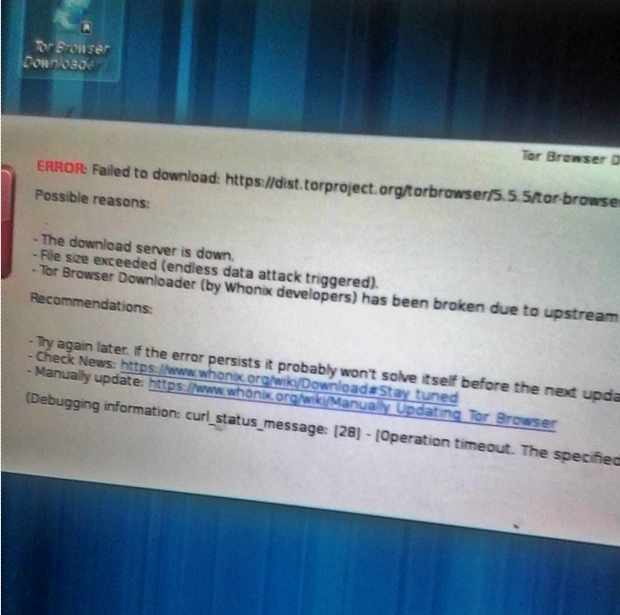 Tor Browser
Downloader
Tor Browser D
ERROR: Failed to download: https://dist.torproject.org/torbrowser/5.5.5/tor-browse
Possible reasons:
- The download server is down.
- File size exceeded (endless data attack triggered).
- Tor Browser Downloader (by Whonix developers) has been broken due to upstream
Recommendations:
- Try again later. If the error persists it probably won't solve itself before the next upda
- Check News: https://www.whonix.org/wiki/Download#Stay tuned
- Manually update: https://www.whonix.org/wiki/Manually Updating Tor Browser
(Debugging information: curl_status_message: [28] - [Operation timeout. The specified